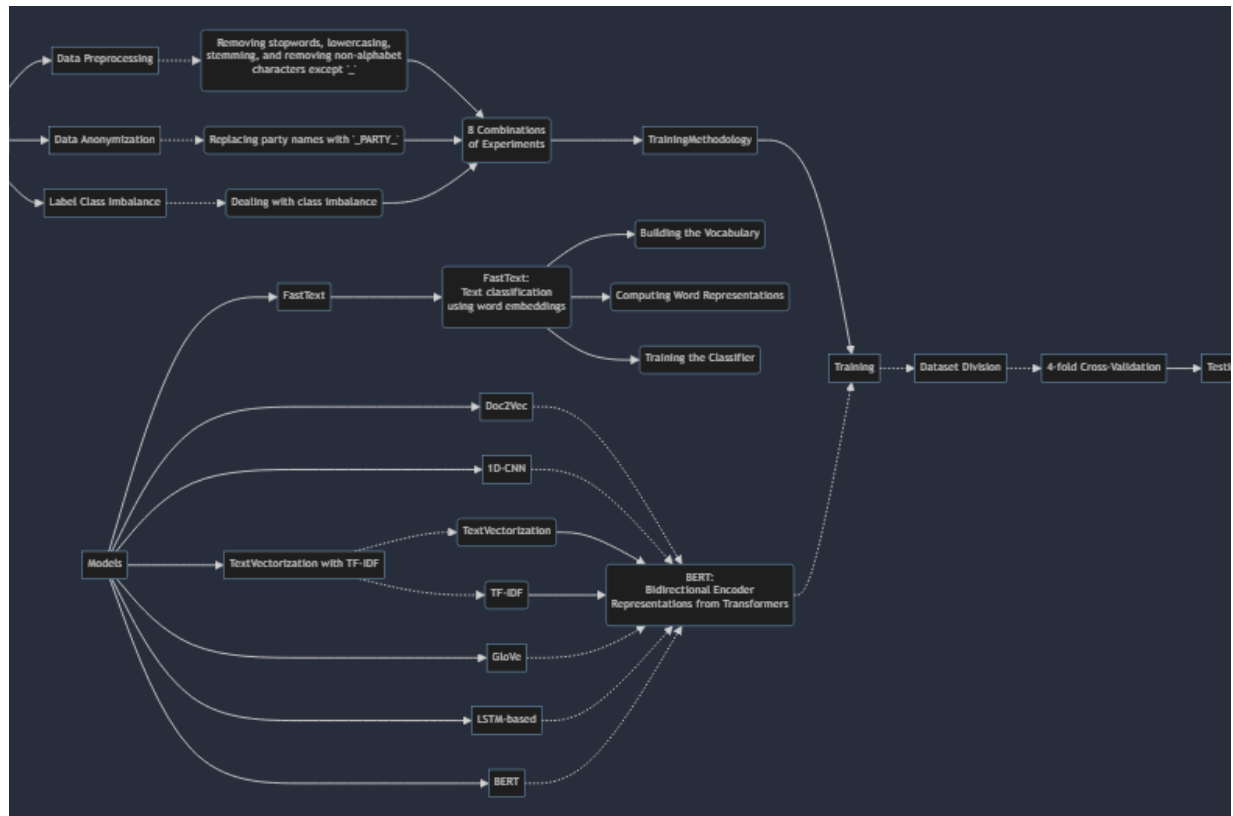 Data Preprocessing
Removing stopwords, lowercasing,
stemming, and removing non-alphabet
characters except '_'
Data Anonymization
Replacing party names with '_PARTY_'
8 Combinations
of Experiments
TrainingMethodology
Label Class Imbalance
Dealing with class imbalance
Building the Vocabulary
FastText
FastText:
Text classification
using word embeddings
Computing Word Representations
Training the Classifier
Training
Dataset Division
4-fold Cross-Validation
Testi
Doc2Vec
1D-CNN
TextVectorization
Models
TextVectorization with TF-IDF
TF-IDF
BERT:
Bidirectional Encoder
Representations from Transformers
GloVe
LSTM-based
BERT